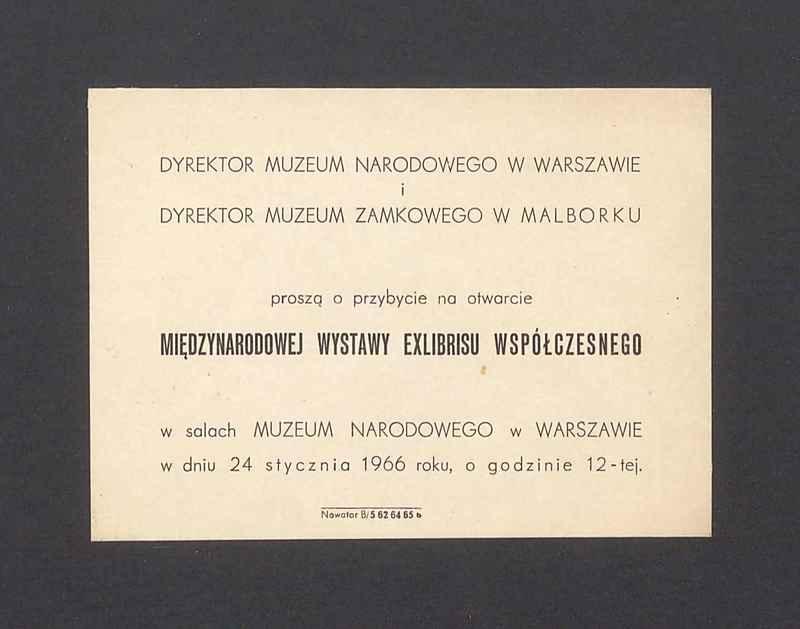 DYREKTOR MUZEUM NARODOWEGO W WARSZAWIE
i
DYREKTOR MUZEUM ZAMKOWEGO W MALBORKU
proszą o przybycie na otwarcie
MIĘDZYNARODOWEJ WYSTAWY EXLIBRISU WSPÓŁCZESNEGO
w salach MUZEUM NARODOWEGO w WARSZAWIE
w dniu 24 stycznia 1966 roku, o godzinie 12-tej.
Nowator B/5 62 64 65